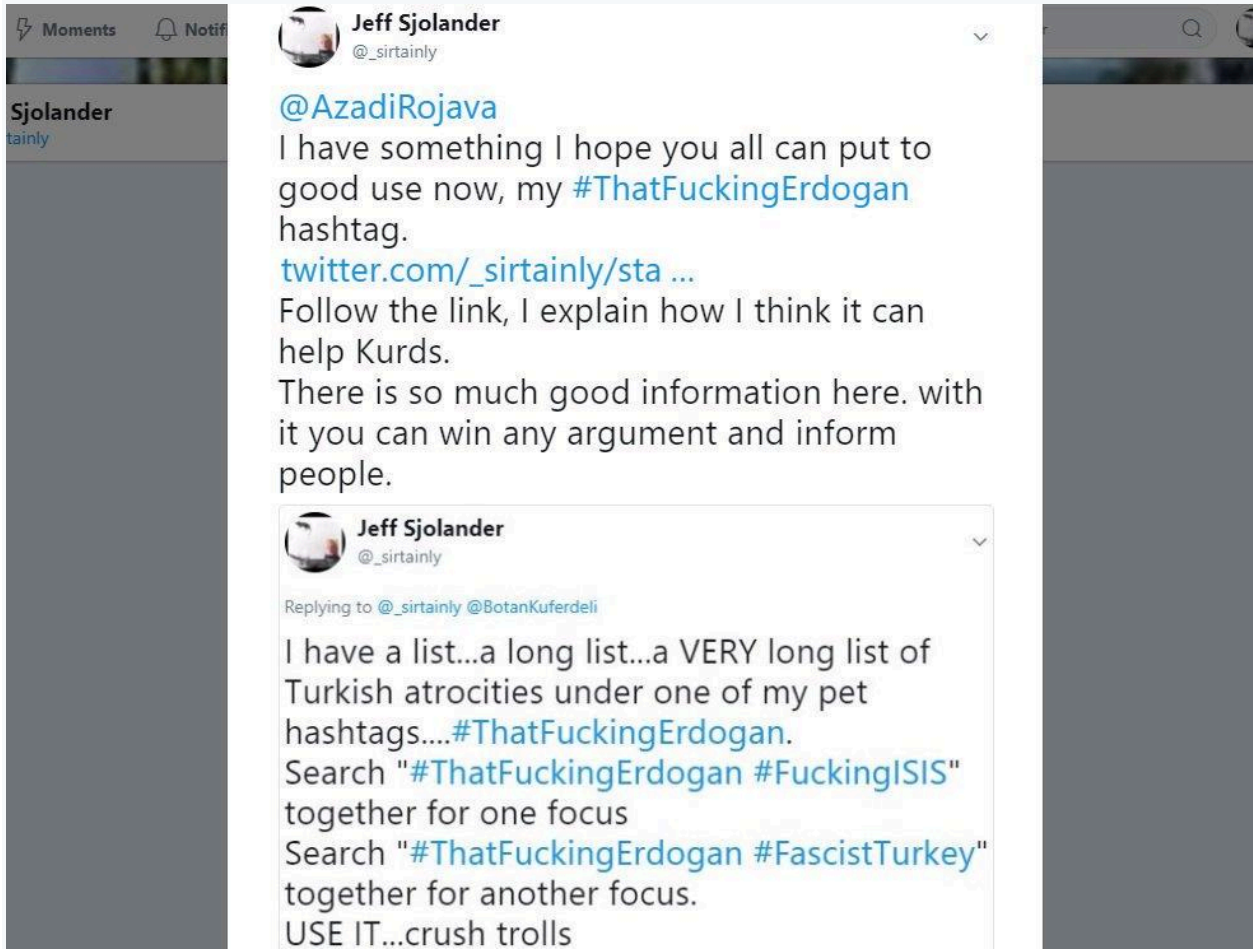 Moments
Notifi
Sjolander
tainly
Jeff Sjolander
@_sirtainly
@AzadiRojava
I have something I hope you all can put to
good use now, my #ThatFuckingErdogan
hashtag.
twitter.com/_sirtainly/sta ...
Follow the link, I explain how I think it can
help Kurds.
There is so much good information here. with
it you can win any argument and inform
people.
Jeff Sjolander
@_sirtainly
Replying to @_sirtainly @BotanKuferdeli
I have a list...a long list...a VERY long list of
Turkish atrocities under one of my pet
hashtags....#ThatFuckingErdogan.
Search "#ThatFuckingErdogan #FuckingISIS"
together for one focus
Search "#ThatFuckingErdogan #FascistTurkey"
together for another focus.
USE IT...crush trolls